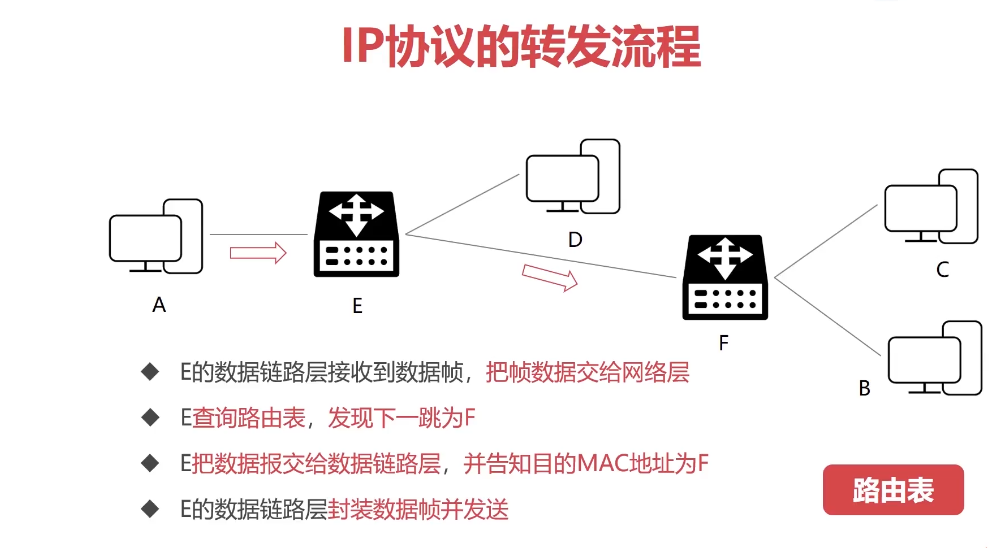 IP协议的转发流程
D
C
A
E
F
B
E的数据链路层接收到数据帧，把帧数据交给网络层
E查询路由表，发现下一跳为F
E把数据报交给数据链路层，并告知目的MAC地址为F
E的数据链路层封装数据帧并发送
路由表